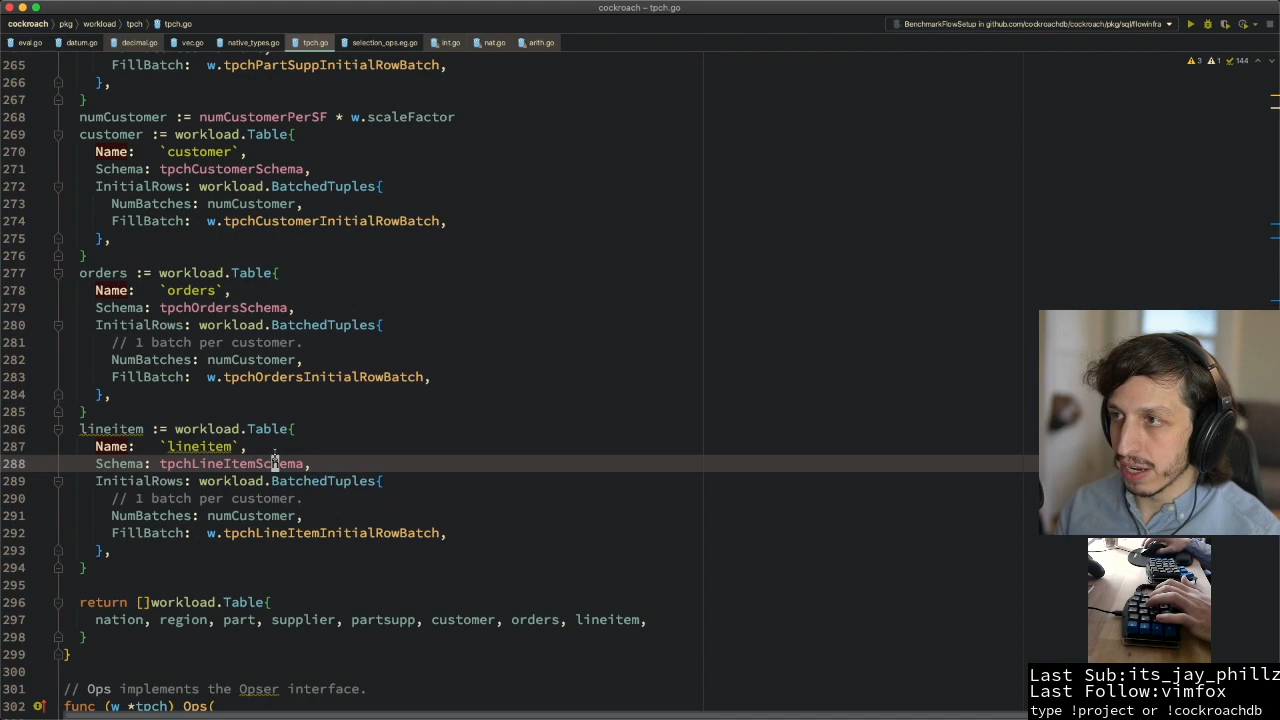 cockroach – tpch.go
cockroach › pkg › workload › tpch › tpch.go
BenchmarkFlowSetup in github.com/cockroachdb/cockroach/pkg/sql/flowinfra
eval.go datum.go decimal.go vec.go native_types.go tpch.go selection_ops.eg.go int.go nat.go arith.go
3 1 144
265 FillBatch: w.tpchPartSuppInitialRowBatch,
266 },
267 }
268 numCustomer := numCustomerPerSF * w.scaleFactor
269 customer := workload.Table{
270 Name: `customer`,
271 Schema: tpchCustomerSchema,
272 InitialRows: workload.BatchedTuples{
273 NumBatches: numCustomer,
274 FillBatch: w.tpchCustomerInitialRowBatch,
275 },
276 }
277 orders := workload.Table{
278 Name: `orders`,
279 Schema: tpchOrdersSchema,
280 InitialRows: workload.BatchedTuples{
281 // 1 batch per customer.
282 NumBatches: numCustomer,
283 FillBatch: w.tpchOrdersInitialRowBatch,
284 },
285 }
286 lineitem := workload.Table{
287 Name: `lineitem`,
288 Schema: tpchLineItemSchema,
289 InitialRows: workload.BatchedTuples{
290 // 1 batch per customer.
291 NumBatches: numCustomer,
292 FillBatch: w.tpchLineItemInitialRowBatch,
293 },
294 }
295
296 return []workload.Table{
297 nation, region, part, supplier, partsupp, customer, orders, lineitem,
298 }
299 }
300
301 // Ops implements the Opser interface.
302 func (w *tpch) Ops(
Last Sub:its_jay_phillz
Last Follow:vimfox
type !project or !cockroachdb